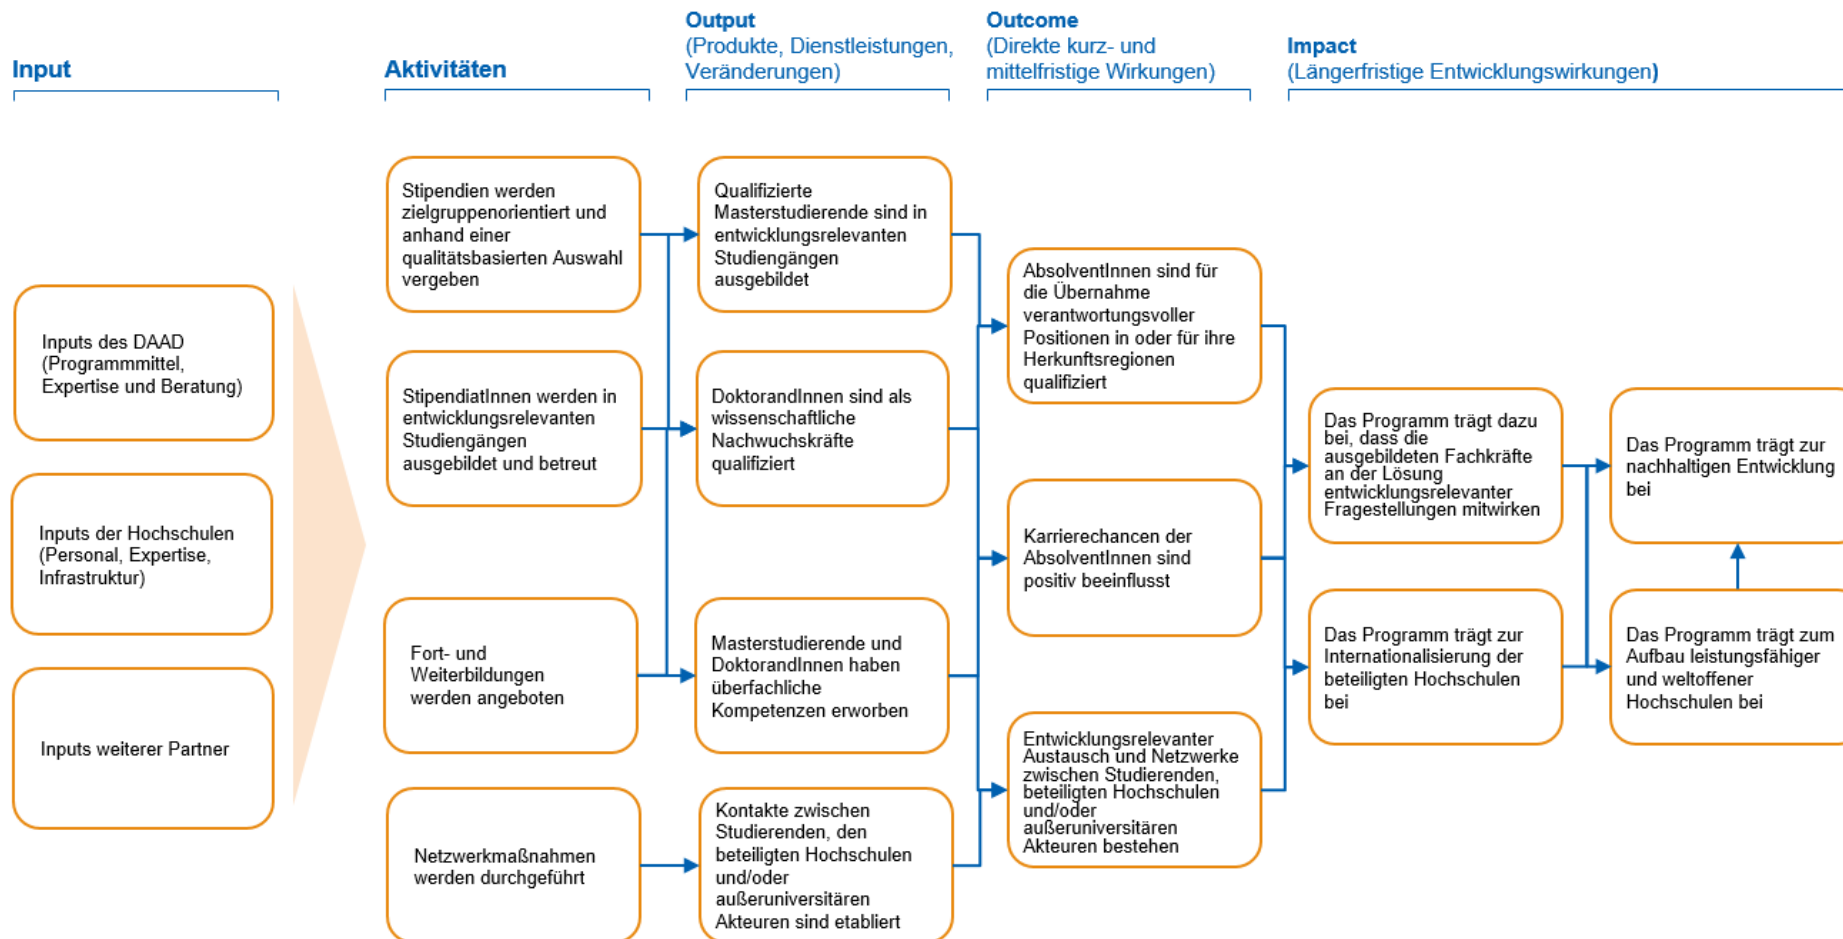 Input
Aktivitäten
Output
(Produkte, Dienstleistungen,
Veränderungen)
Outcome
(Direkte kurz- und
mittelfristige Wirkungen)
Impact
(Längerfristige Entwicklungswirkungen)
Inputs des DAAD
(Programmmittel,
Expertise und Beratung)
Inputs der Hochschulen
(Personal, Expertise,
Infrastruktur)
Inputs weiterer Partner
Stipendien werden
zielgruppenorientiert und
anhand einer
qualitätsbasierten Auswahl
vergeben
StipendiatInnen werden in
entwicklungsrelevanten
Studiengängen
ausgebildet und betreut
Fort- und
Weiterbildungen
werden angeboten
Netzwerkmaßnahmen
werden durchgeführt
Qualifizierte
Masterstudierende sind in
entwicklungsrelevanten
Studiengängen
ausgebildet
DoktorandInnen sind als
wissenschaftliche
Nachwuchskräfte
qualifiziert
Masterstudierende und
DoktorandInnen haben
überfachliche
Kompetenzen erworben
Kontakte zwischen
Studierenden, den
beteiligten Hochschulen
und/oder
außeruniversitären
Akteuren sind etabliert
AbsolventInnen sind für
die Übernahme
verantwortungsvoller
Positionen in oder für ihre
Herkunftsregionen
qualifiziert
Karrierechancen der
AbsolventInnen sind
positiv beeinflusst
Entwicklungsrelevanter
Austausch und Netzwerke
zwischen Studierenden,
beteiligten Hochschulen
und/oder
außeruniversitären
Akteuren bestehen
Das Programm trägt dazu
bei, dass die
ausgebildeten Fachkräfte
an der Lösung
entwicklungsrelevanter
Fragestellungen mitwirken
Das Programm trägt zur
Internationalisierung der
beteiligten Hochschulen
bei
Das Programm trägt zur
nachhaltigen Entwicklung
bei
Das Programm trägt zum
Aufbau leistungsfähiger
und weltoffener
Hochschulen bei